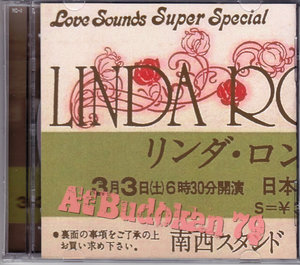 Love Sounds Super Special
LINDA RO
リンダ・ロン
3月3日(土)6時30分開演 日本
S=¥
At Budokan '79
●裏面の事項をご了承の上
お買い求め下さい。
南西スタンド